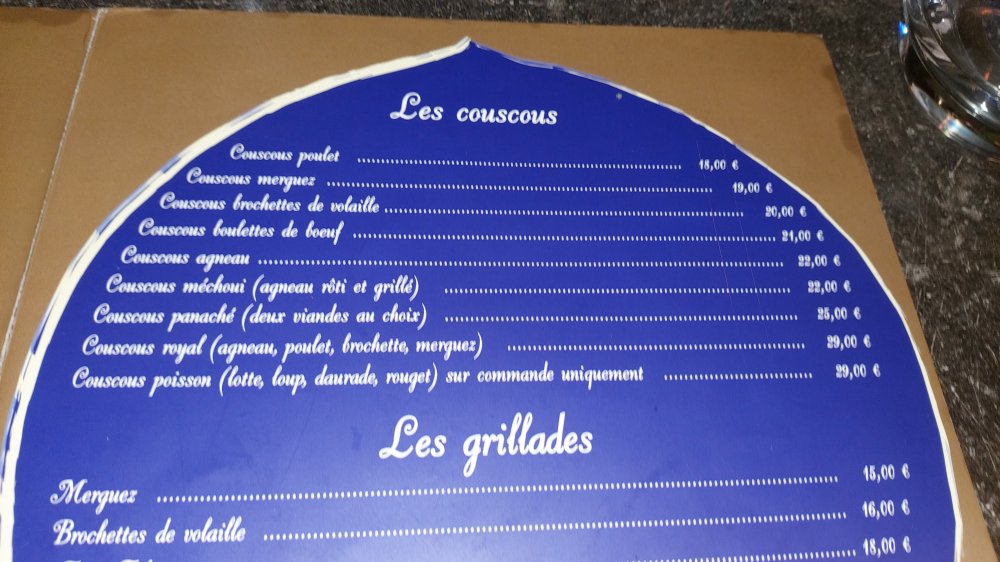 Les couscous
Couscous poulet ........ 18,00 €
Couscous merguez ........ 19,00 €
Couscous brochettes de volaille ........ 20,00 €
Couscous boulettes de boeuf ........ 21,00 €
Couscous agneau ........ 22,00 €
Couscous méchoui (agneau rôti et grillé) ........ 22,00 €
Couscous panaché (deux viandes au choix) ........ 25,00 €
Couscous royal (agneau, poulet, brochette, merguez) ........ 29,00 €
Couscous poisson (lotte, loup, daurade, rouget) sur commande uniquement ........ 29,00 €
Les grillades
Merguez ........ 15,00 €
Brochettes de volaille ........ 16,00 €
........ 18,00 €